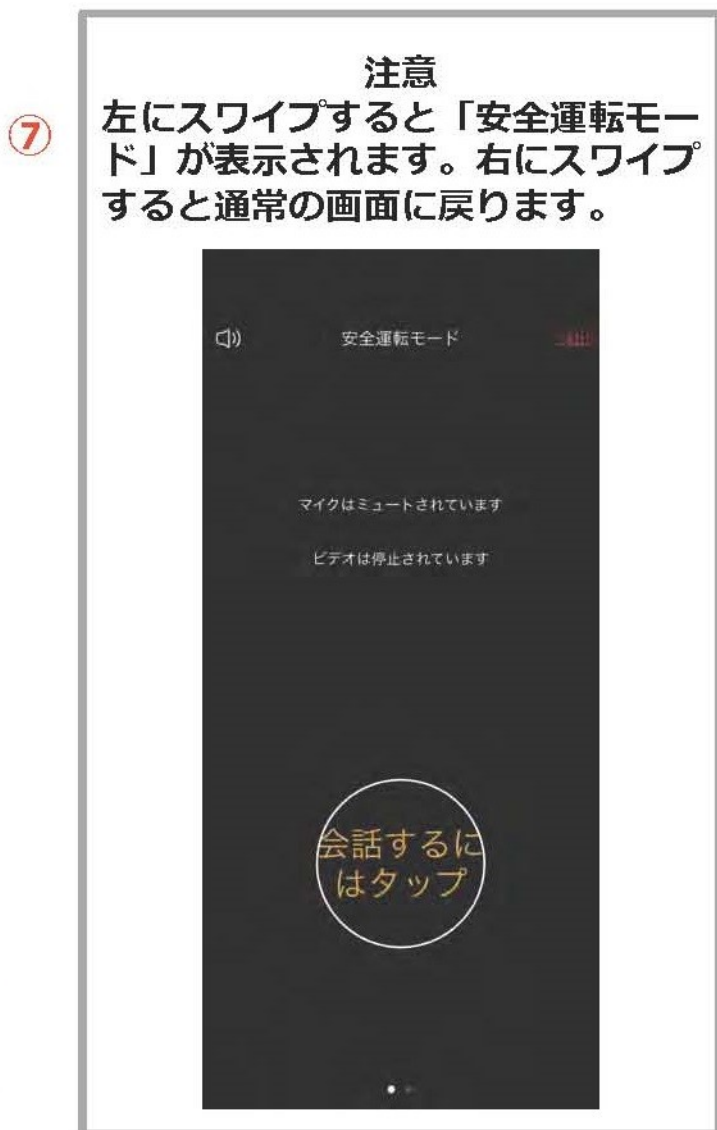 ⑦
注意
左にスワイプすると「安全運転モー
ド」が表示されます。右にスワイプ
すると通常の画面に戻ります。
安全運転モード
マイクはミュートされています
ビデオは停止されています
会話するに
はタップ